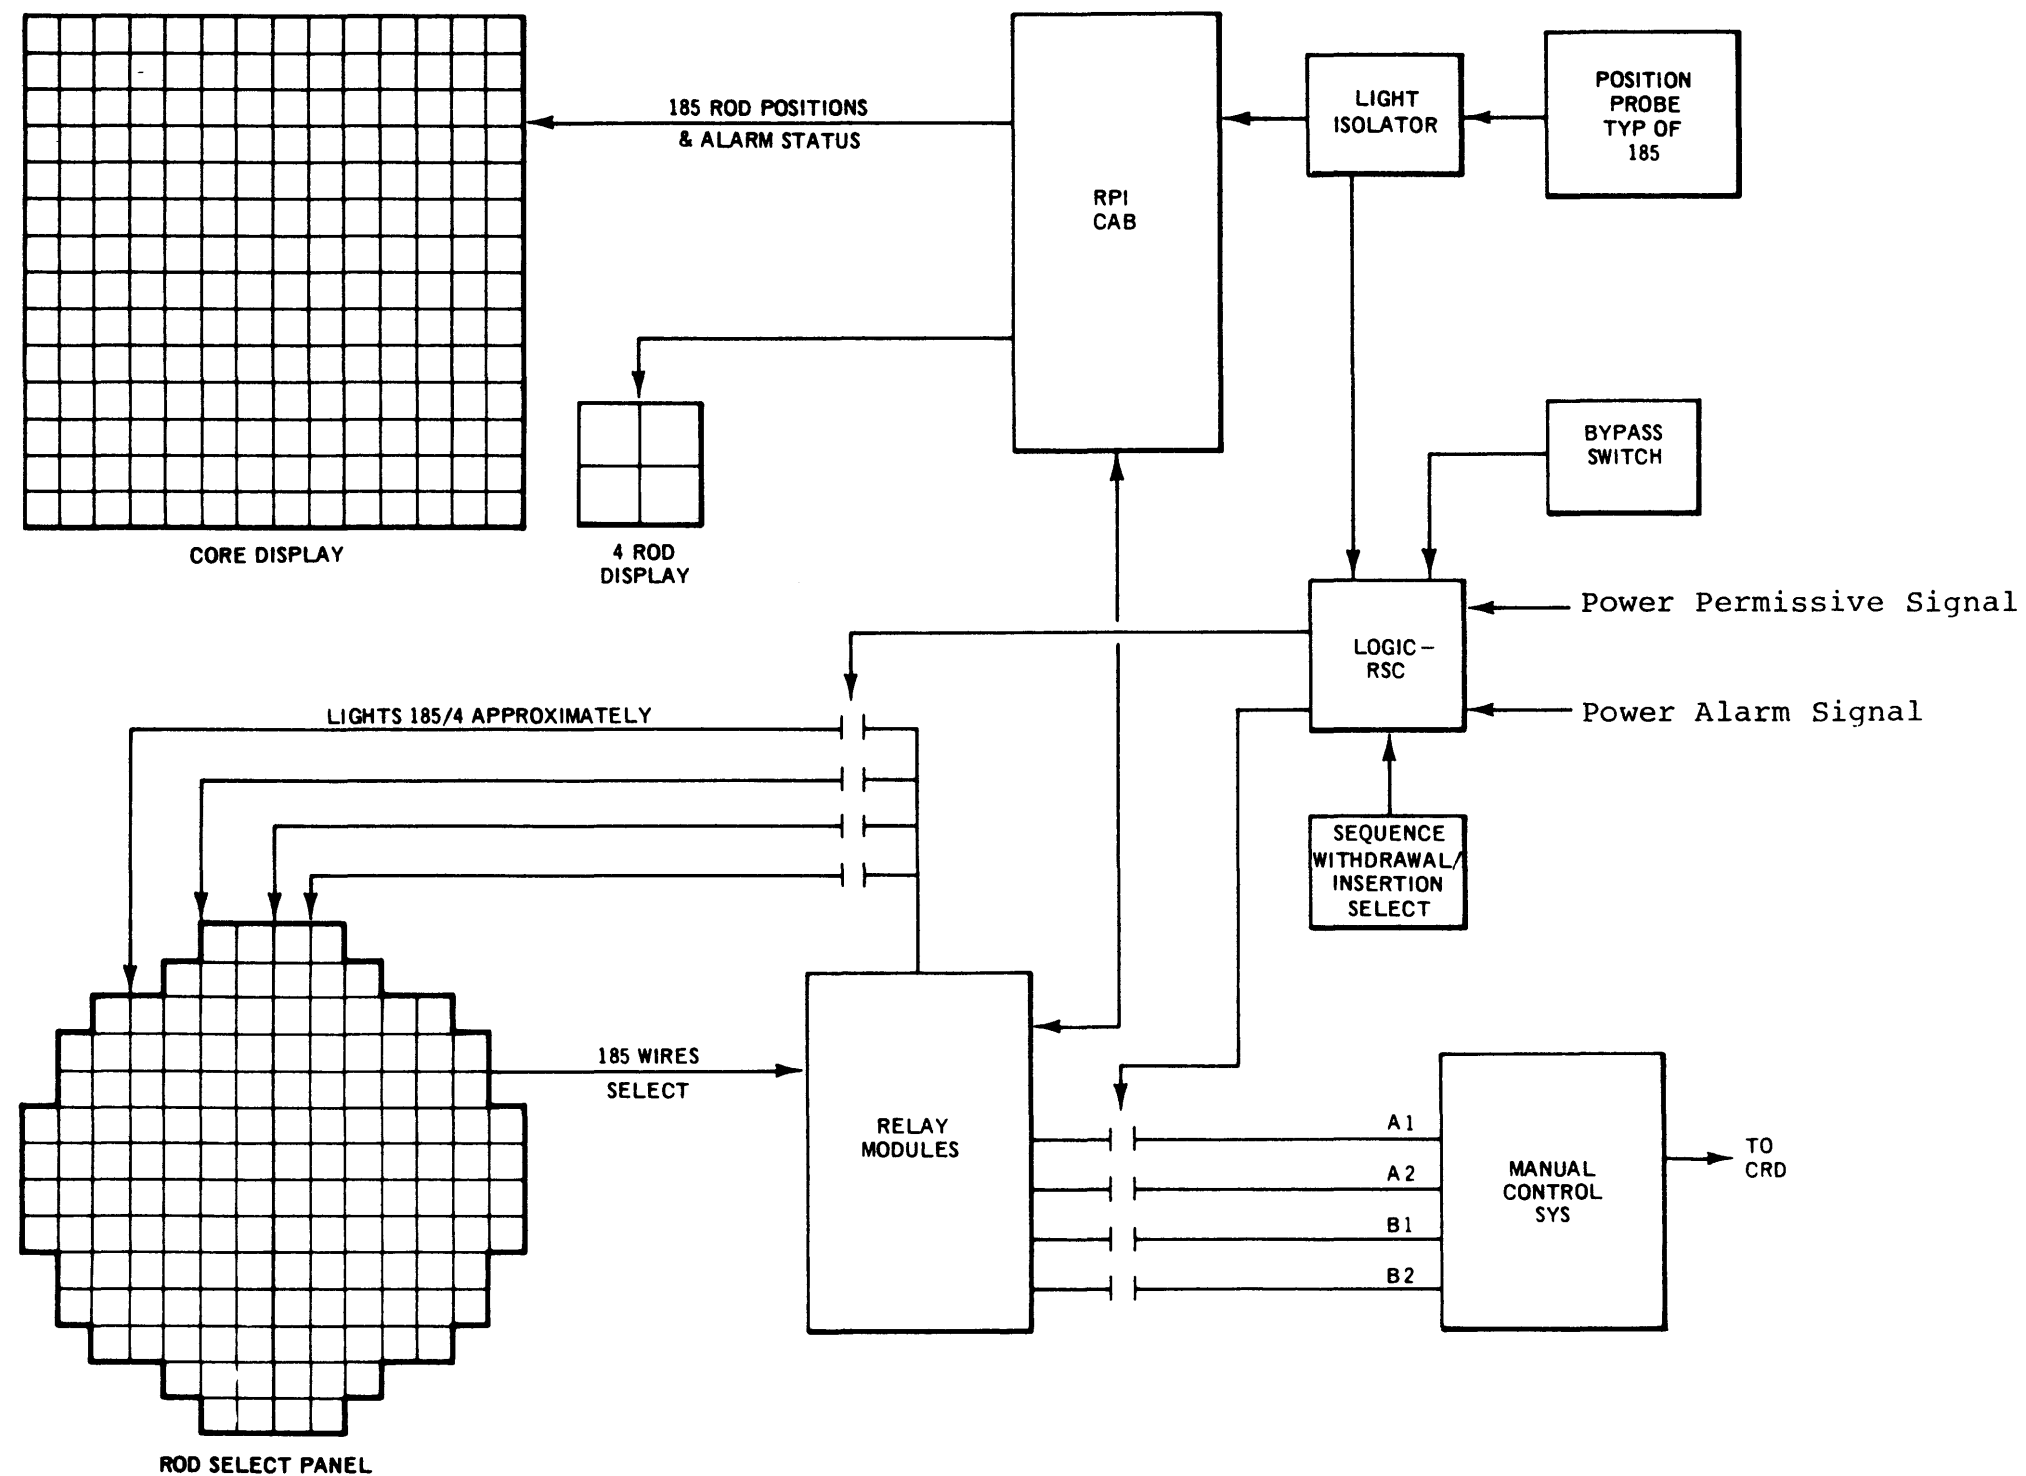 185 ROD POSITIONS
& ALARM STATUS
RPI
CAB
LIGHT
ISOLATOR
POSITION
PROBE
TYP OF
185
BYPASS
SWITCH
CORE DISPLAY
4 ROD
DISPLAY
Power Permissive Signal
LOGIC –
RSC
Power Alarm Signal
LIGHTS 185/4 APPROXIMATELY
SEQUENCE
WITHDRAWAL/
INSERTION
SELECT
185 WIRES
SELECT
RELAY
MODULES
A1
A2
B1
B2
MANUAL
CONTROL
SYS
TO
CRD
ROD SELECT PANEL